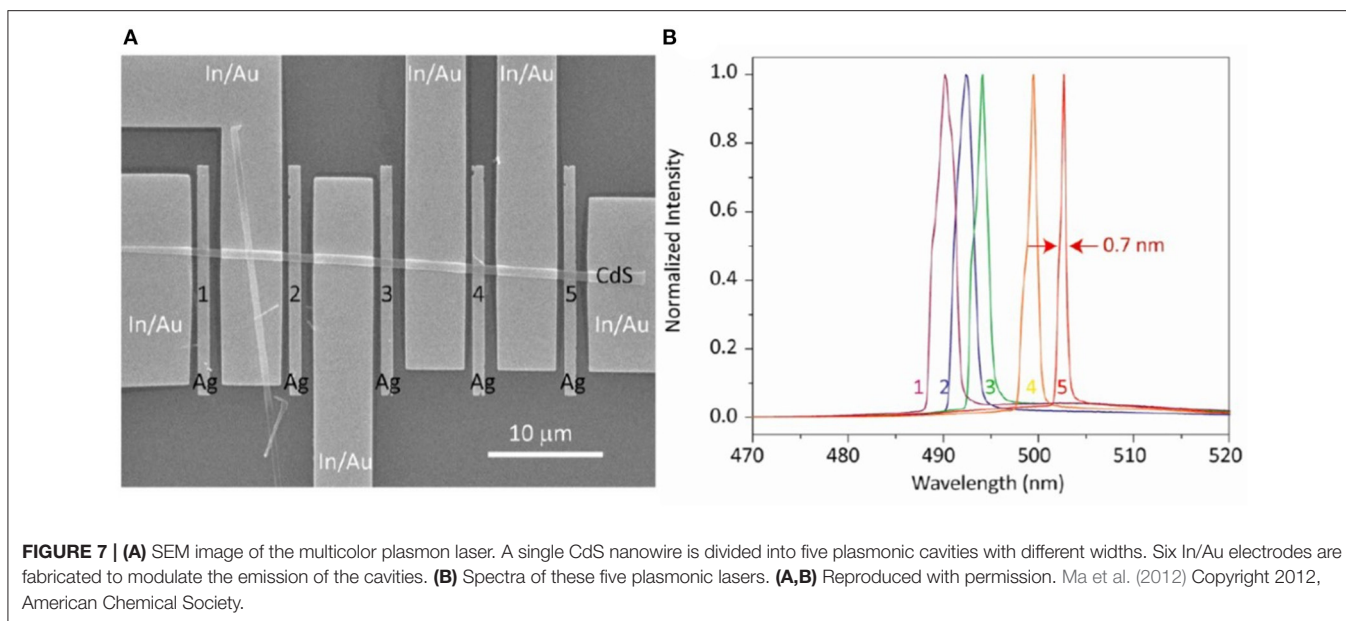 A
In/Au
In/Au
In/Au
CdS
1
2
3
4
5
In/Au
In/Au
Ag
Ag
Ag
Ag
Ag
In/Au
10 µm
B
Normalized Intensity
1.0
0.8
0.6
0.4
0.2
0.0
0.7 nm
1
2
3
4
5
470
480
490
500
510
520
Wavelength (nm)
FIGURE 7 | (A) SEM image of the multicolor plasmon laser. A single CdS nanowire is divided into five plasmonic cavities with different widths. Six In/Au electrodes are
fabricated to modulate the emission of the cavities. (B) Spectra of these five plasmonic lasers. (A,B) Reproduced with permission. Ma et al. (2012) Copyright 2012,
American Chemical Society.